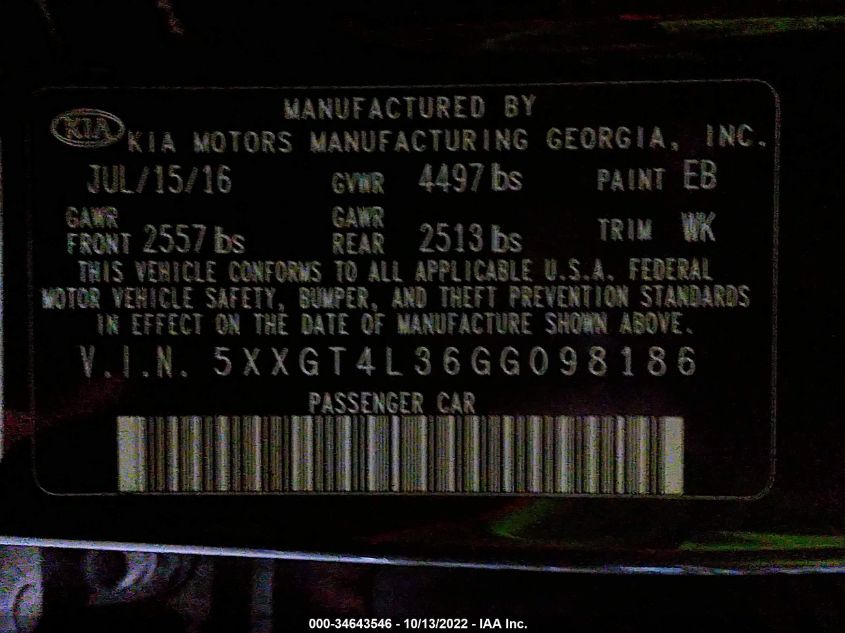 MANUFACTURED BY
KIA KIA MOTORS MANUFACTURING GEORGIA, INC.
JUL/15/16 GVWR 4497 lbs PAINT EB
GAWR FRONT 2557 lbs GAWR REAR 2513 lbs TRIM WK
THIS VEHICLE CONFORMS TO ALL APPLICABLE U.S.A. FEDERAL
MOTOR VEHICLE SAFETY, BUMPER, AND THEFT PREVENTION STANDARDS
IN EFFECT ON THE DATE OF MANUFACTURE SHOWN ABOVE.
V.I.N. 5XXGT4L36GG098186
PASSENGER CAR
000-34643546 - 10/13/2022 - IAA Inc.